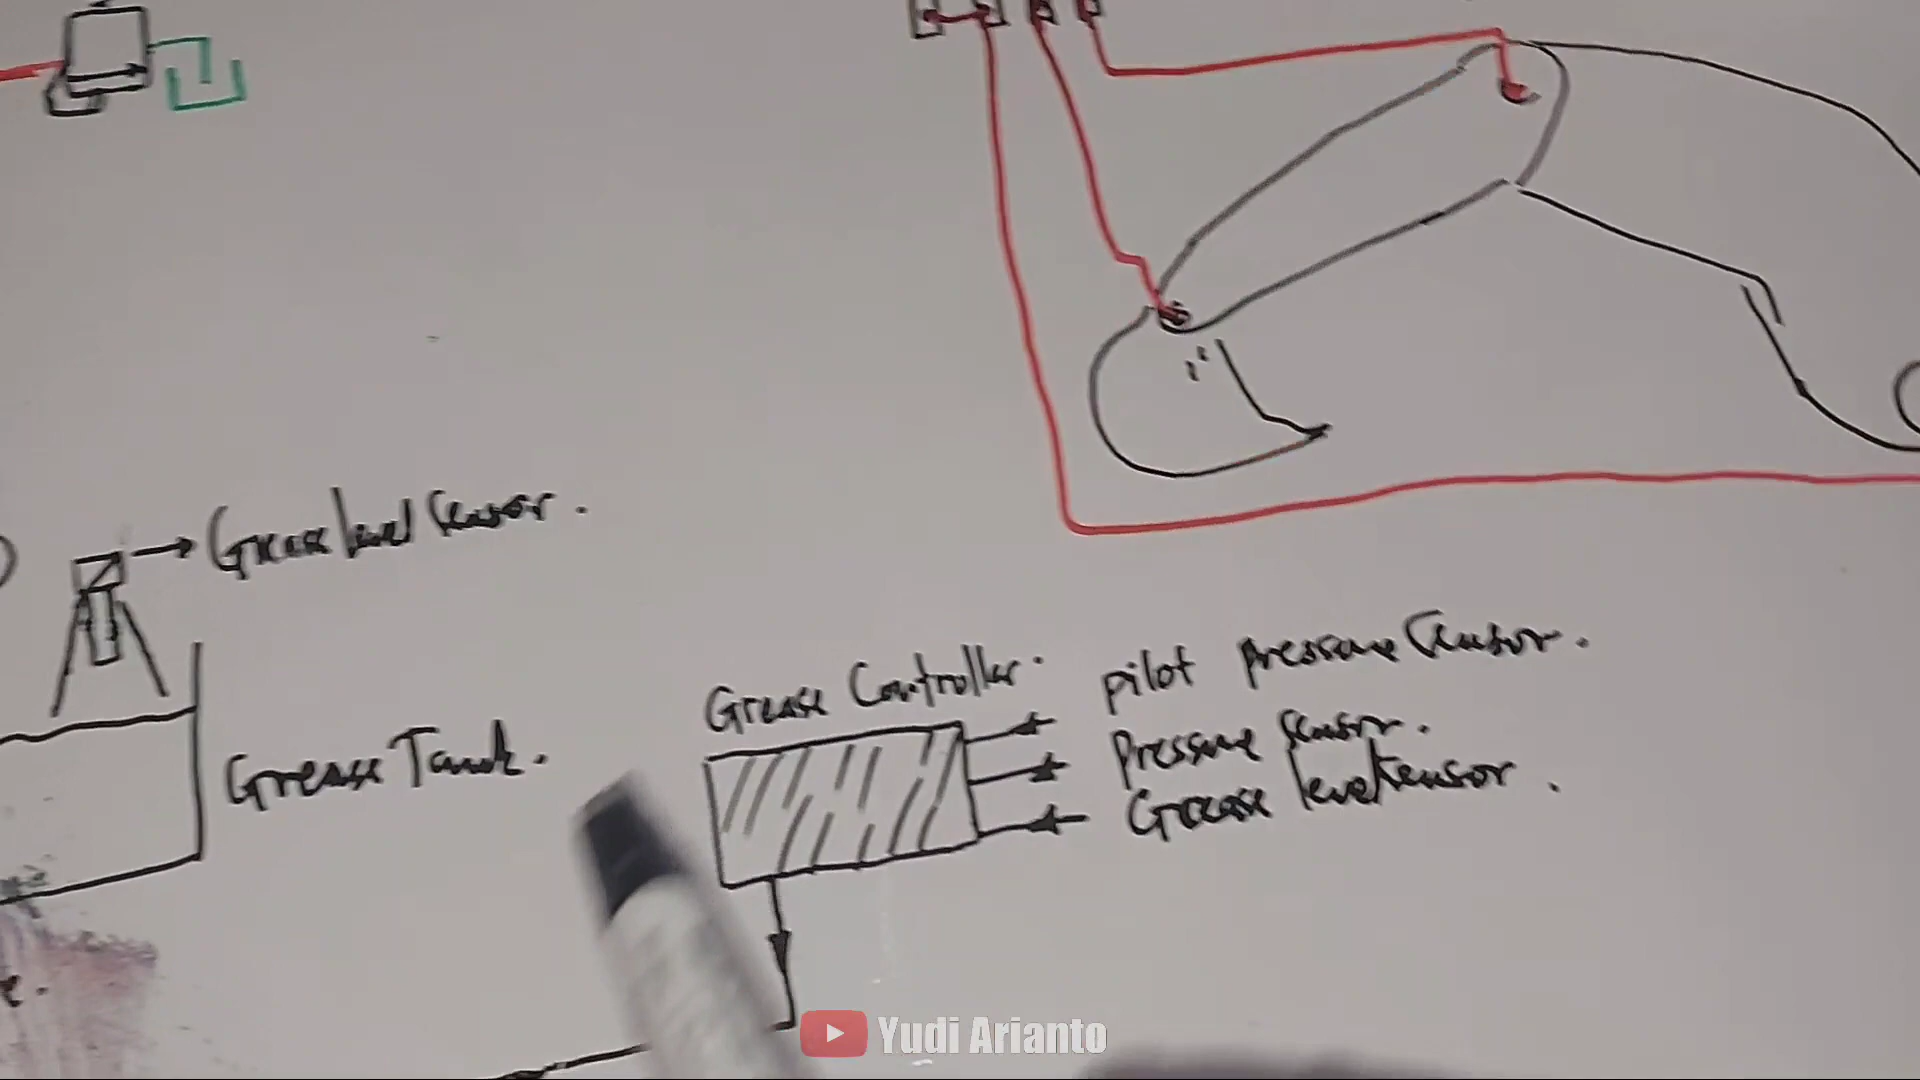 Grease level Sensor.
Grease Controller.
pilot pressure Sensor.
Pressure sensor.
Grease level sensor.
Grease Tank.
Yudi Arianto